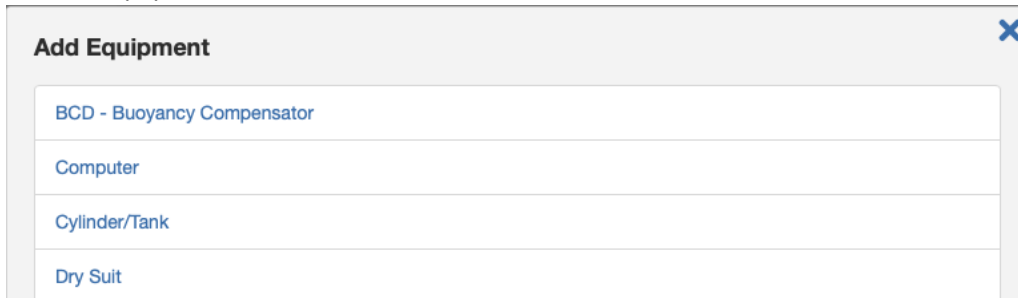 Add Equipment
BCD - Buoyancy Compensator
Computer
Cylinder/Tank
Dry Suit